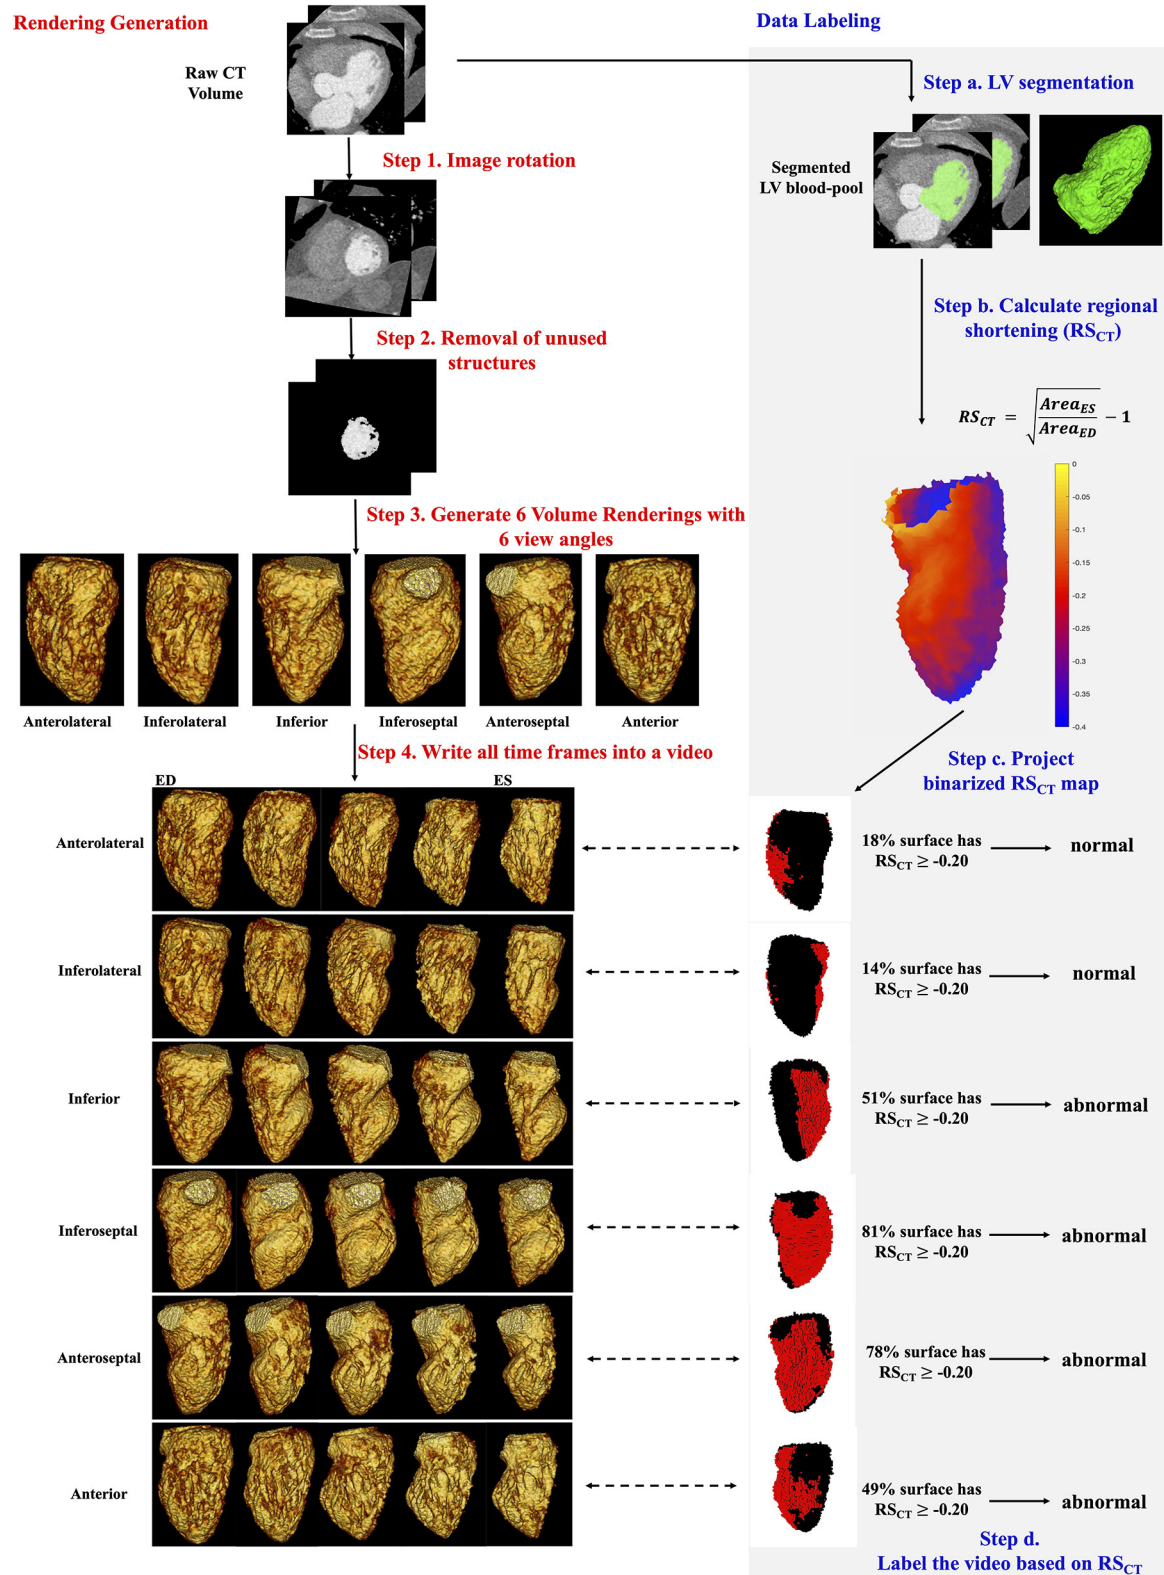 Rendering Generation
Raw CT
Volume
Step 1. Image rotation
Step 2. Removal of unused
structures
Step 3. Generate 6 Volume Renderings with
6 view angles
Anterolateral
Inferolateral
Inferior
Inferoseptal
Anteroseptal
Anterior
Step 4. Write all time frames into a video
ED
ES
Anterolateral
Inferolateral
Inferior
Inferoseptal
Anteroseptal
Anterior
Data Labeling
Step a. LV segmentation
Segmented
LV blood-pool
Step b. Calculate regional
shortening (RS_CT)
RS_CT = √(Area_ES / Area_ED) − 1
0
-0.05
-0.1
-0.15
-0.2
-0.25
-0.3
-0.35
-0.4
Step c. Project
binarized RS_CT map
18% surface has
RS_CT ≥ -0.20
normal
14% surface has
RS_CT ≥ -0.20
normal
51% surface has
RS_CT ≥ -0.20
abnormal
81% surface has
RS_CT ≥ -0.20
abnormal
78% surface has
RS_CT ≥ -0.20
abnormal
49% surface has
RS_CT ≥ -0.20
abnormal
Step d.
Label the video based on RS_CT